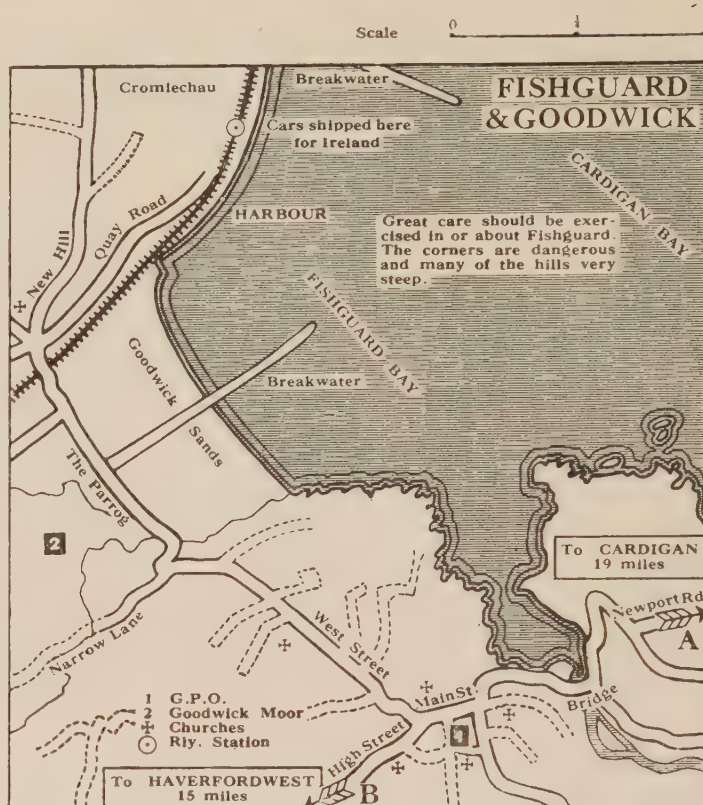 Scale 0 ¼
FISHGUARD
& GOODWICK
Cromlechau
Breakwater
Cars shipped here
for Ireland
CARDIGAN BAY
New Hill
Quay Road
HARBOUR
Great care should be exer-
cised in or about Fishguard.
The corners are dangerous
and many of the hills very
steep.
FISHGUARD BAY
Goodwick Sands
Breakwater
The Parrog
2
To CARDIGAN
19 miles
Newport Rd
A
Narrow Lane
West Street
Main St
Bridge
1 G.P.O.
2 Goodwick Moor
Churches
Rly. Station
1
High Street
To HAVERFORDWEST
15 miles
B